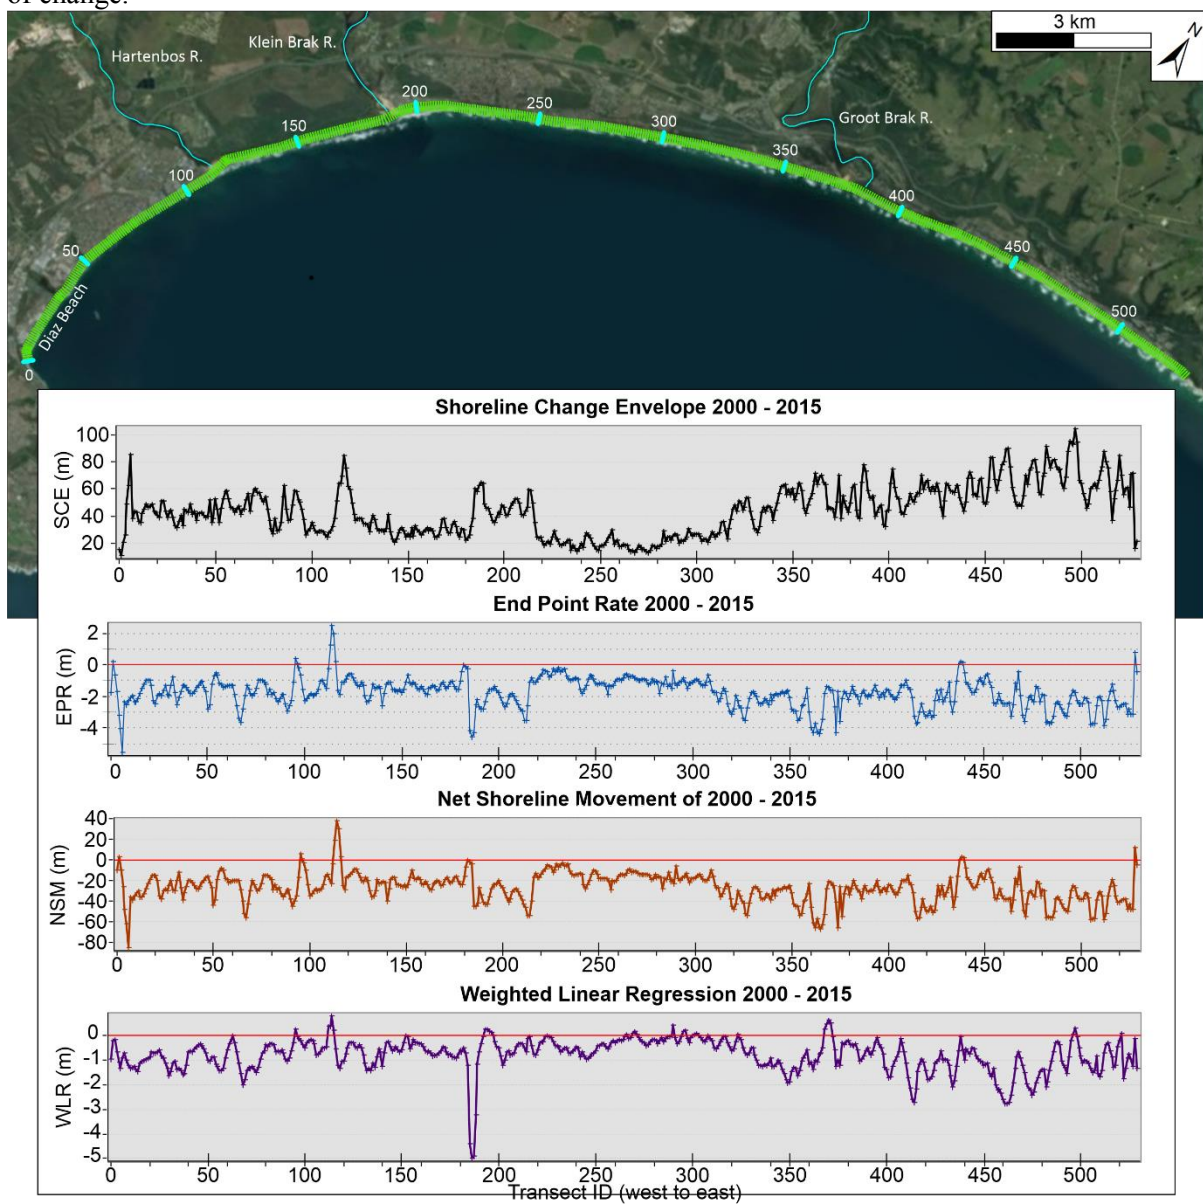 of change.
3 km
N
Hartenbos R.
Klein Brak R.
Groot Brak R.
Diaz Beach
0
50
100
150
200
250
300
350
400
450
500
Shoreline Change Envelope 2000 - 2015
SCE (m)
100
80
60
40
20
0 50 100 150 200 250 300 350 400 450 500
End Point Rate 2000 - 2015
EPR (m)
2
0
-2
-4
0 50 100 150 200 250 300 350 400 450 500
Net Shoreline Movement of 2000 - 2015
NSM (m)
40
20
0
-20
-40
-60
-80
0 50 100 150 200 250 300 350 400 450 500
Weighted Linear Regression 2000 - 2015
WLR (m)
0
-1
-2
-3
-4
-5
0 50 100 150 200 250 300 350 400 450 500
Transect ID (west to east)